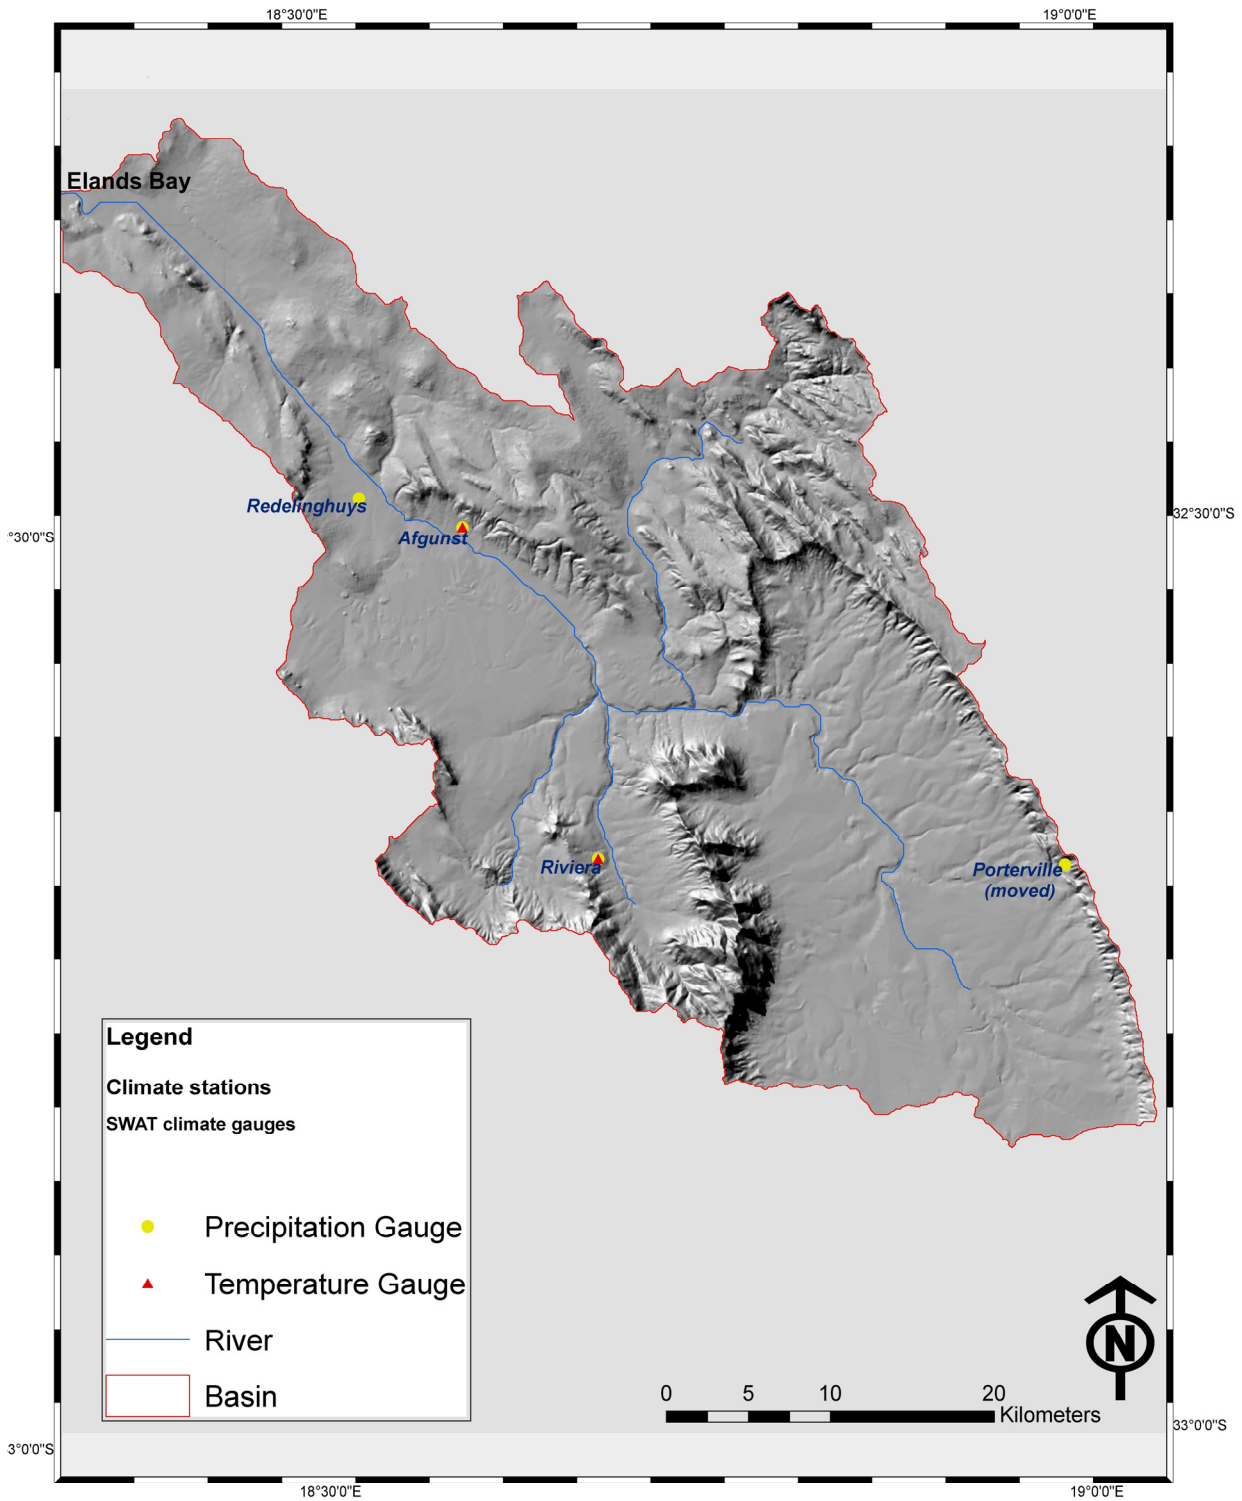 18°30'0"E
19°0'0"E
Elands Bay
Redelinghuys
32°30'0"S
:°30'0"S
Afgunst
Riviera
Porterville
(moved)
Legend
Climate stations
SWAT climate gauges
Precipitation Gauge
Temperature Gauge
River
Basin
N
0 5 10 20
Kilometers
33°0'0"S
3°0'0"S
18°30'0"E
19°0'0"E